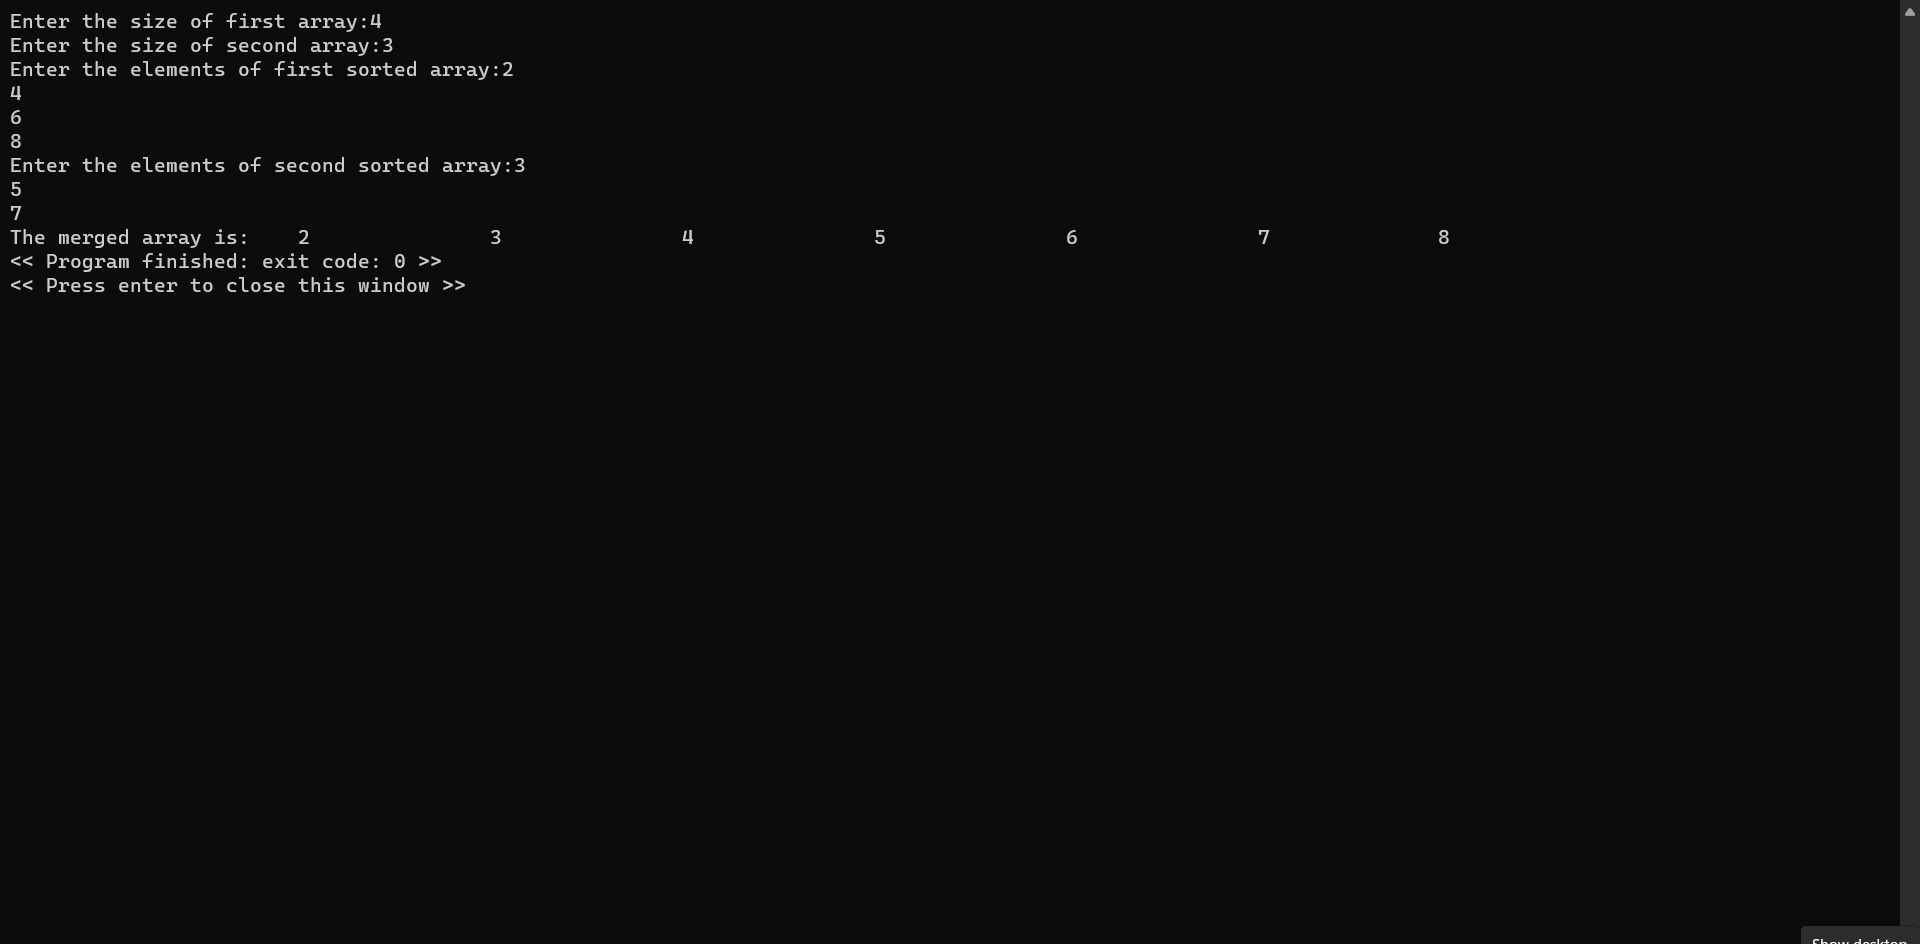 Enter the size of first array:4
Enter the size of second array:3
Enter the elements of first sorted array:2
4
6
8
Enter the elements of second sorted array:3
5
7
The merged array is:    2               3               4               5               6               7              8
<< Program finished: exit code: 0 >>
<< Press enter to close this window >>
Show desktop